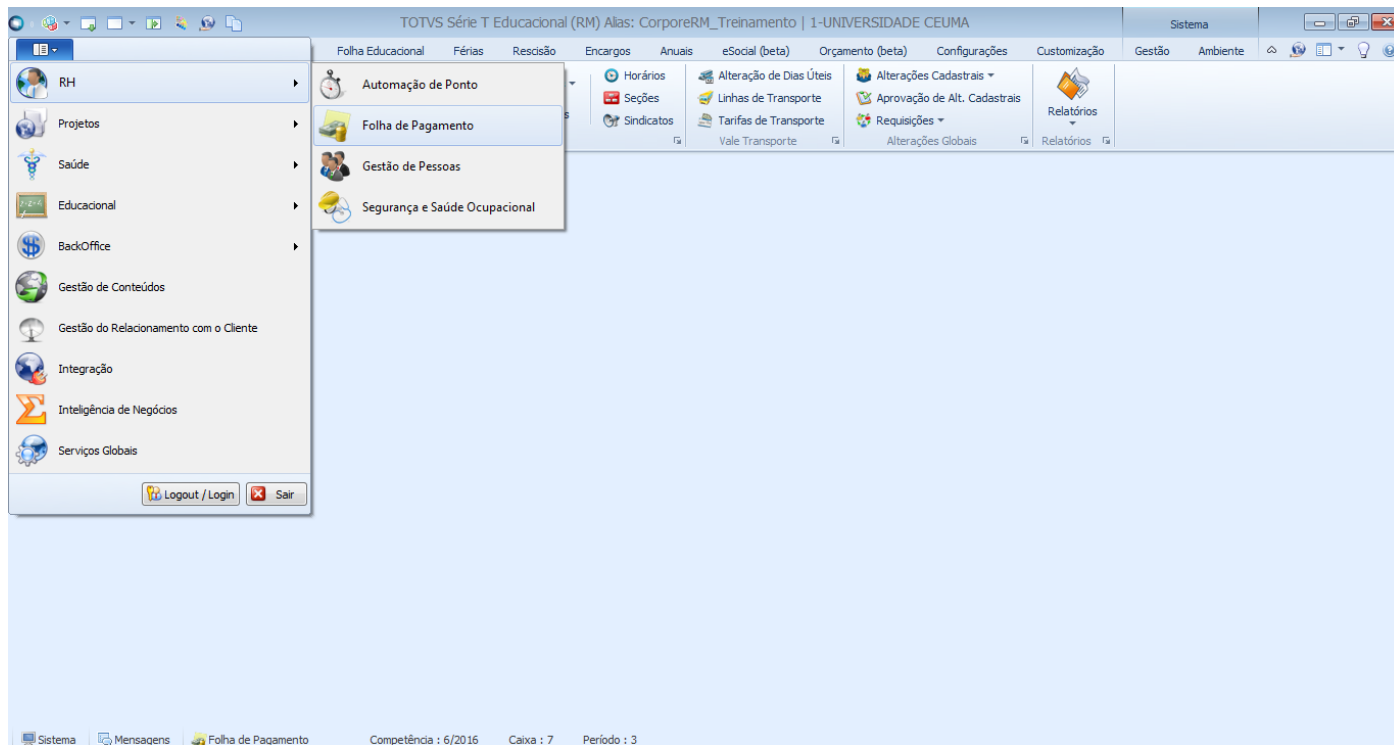 TOTVS Série T Educacional (RM) Alias: CorporeRM_Treinamento | 1-UNIVERSIDADE CEUMA
Sistema
Folha Educacional Férias Rescisão Encargos Anuais eSocial (beta) Orçamento (beta) Configurações Customização Gestão Ambiente
RH
Projetos
Saúde
Educacional
BackOffice
Gestão de Conteúdos
Gestão do Relacionamento com o Cliente
Integração
Inteligência de Negócios
Serviços Globais
Logout / Login Sair
Automação de Ponto
Folha de Pagamento
Gestão de Pessoas
Segurança e Saúde Ocupacional
Horários
Seções
Sindicatos
Alteração de Dias Úteis
Linhas de Transporte
Tarifas de Transporte
Vale Transporte
Alterações Cadastrais
Aprovação de Alt. Cadastrais
Requisições
Alterações Globais
Relatórios
Relatórios
Sistema Mensagens Folha de Pagamento Competência : 6/2016 Caixa : 7 Período : 3